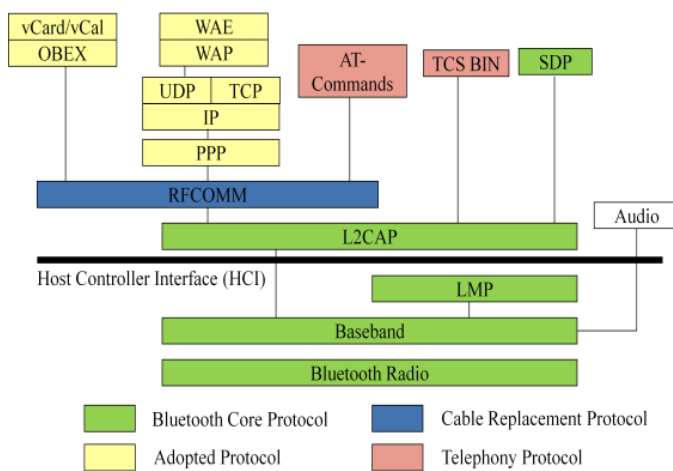 vCard/vCal
OBEX
WAE
WAP
UDP TCP
IP
PPP
AT-
Commands
TCS BIN
SDP
RFCOMM
Audio
L2CAP
Host Controller Interface (HCI)
LMP
Baseband
Bluetooth Radio
Bluetooth Core Protocol
Cable Replacement Protocol
Adopted Protocol
Telephony Protocol